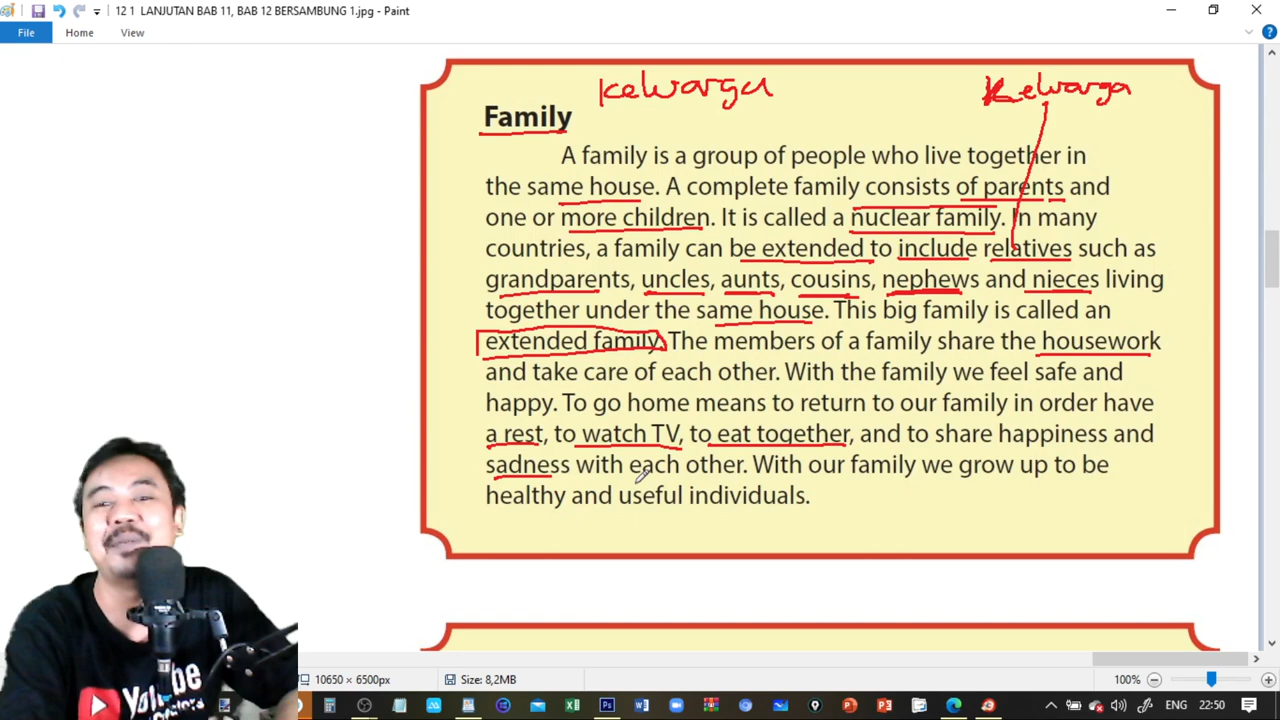 12 1 LANJUTAN BAB 11, BAB 12 BERSAMBUNG 1.jpg - Paint
File Home View
Kelwarga Kelwarga
Family
A family is a group of people who live together in
the same house. A complete family consists of parents and
one or more children. It is called a nuclear family. In many
countries, a family can be extended to include relatives such as
grandparents, uncles, aunts, cousins, nephews and nieces living
together under the same house. This big family is called an
extended family. The members of a family share the housework
and take care of each other. With the family we feel safe and
happy. To go home means to return to our family in order have
a rest, to watch TV, to eat together, and to share happiness and
sadness with each other. With our family we grow up to be
healthy and useful individuals.
10650 × 6500px
Size: 8,2MB
100%
22:50